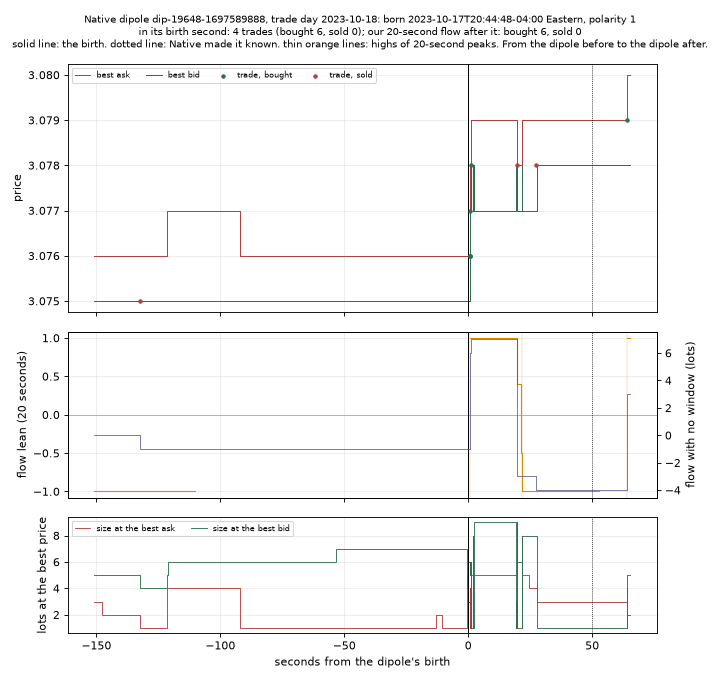 Native dipole dip-19648-1697589888, trade day 2023-10-18: born 2023-10-17T20:44:48-04:00 Eastern, polarity 1
in its birth second: 4 trades (bought 6, sold 0); our 20-second flow after it: bought 6, sold 0
solid line: the birth. dotted line: Native made it known. thin orange lines: highs of 20-second peaks. From the dipole before to the dipole after.
best ask best bid trade, bought trade, sold
3.080
3.079
3.078
3.077
3.076
3.075
price
1.0
0.5
0.0
−0.5
−1.0
flow lean (20 seconds)
6
4
2
0
−2
−4
flow with no window (lots)
size at the best ask size at the best bid
8
6
4
2
lots at the best price
−150 −100 −50 0 50
seconds from the dipole's birth